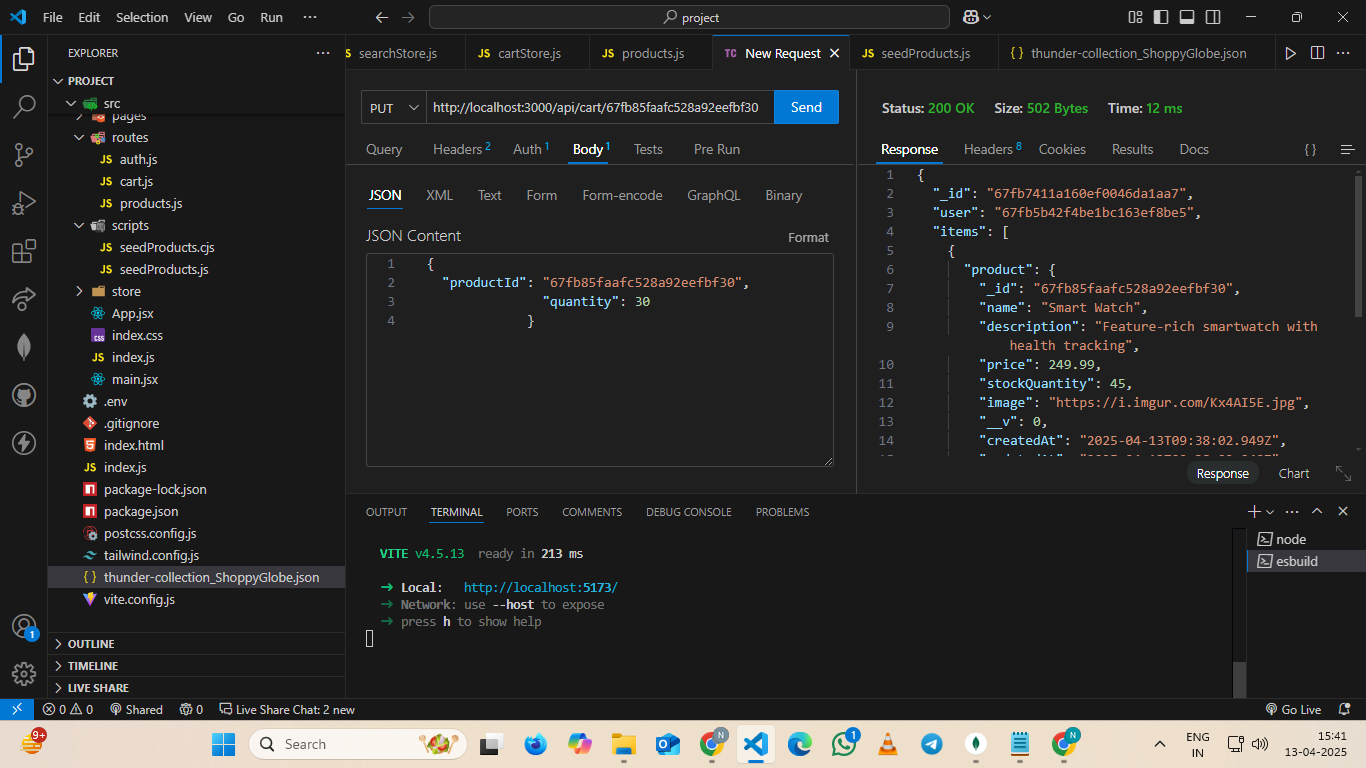 File Edit Selection View Go Run ···
project
EXPLORER
searchStore.js
JS cartStore.js
JS products.js
TC New Request
JS seedProducts.js
{ } thunder-collection_ShoppyGlobe.json
PROJECT
src
pages
routes
JS auth.js
JS cart.js
JS products.js
scripts
JS seedProducts.cjs
JS seedProducts.js
store
App.jsx
index.css
JS index.js
main.jsx
.env
.gitignore
index.html
JS index.js
package-lock.json
package.json
postcss.config.js
tailwind.config.js
{ } thunder-collection_ShoppyGlobe.json
vite.config.js
OUTLINE
TIMELINE
LIVE SHARE
PUT http://localhost:3000/api/cart/67fb85faafc528a92eefbf30 Send
Query Headers 2 Auth 1 Body 1 Tests Pre Run
JSON XML Text Form Form-encode GraphQL Binary
JSON Content Format
1 {
2 "productId": "67fb85faafc528a92eefbf30",
3 "quantity": 30
4 }
Status: 200 OK Size: 502 Bytes Time: 12 ms
Response Headers 8 Cookies Results Docs { }
1 {
2 "_id": "67fb7411a160ef0046da1aa7",
3 "user": "67fb5b42f4be1bc163ef8be5",
4 "items": [
5 {
6 "product": {
7 "_id": "67fb85faafc528a92eefbf30",
8 "name": "Smart Watch",
9 "description": "Feature-rich smartwatch with
health tracking",
10 "price": 249.99,
11 "stockQuantity": 45,
12 "image": "https://i.imgur.com/Kx4AI5E.jpg",
13 "__v": 0,
14 "createdAt": "2025-04-13T09:38:02.949Z",
Response Chart
OUTPUT TERMINAL PORTS COMMENTS DEBUG CONSOLE PROBLEMS
VITE v4.5.13 ready in 213 ms
➜ Local: http://localhost:5173/
➜ Network: use --host to expose
➜ press h to show help
node
esbuild
1
0 0 Shared 0 Live Share Chat: 2 new Go Live
9+
Search
N
1
N
ENG
IN
15:41
13-04-2025